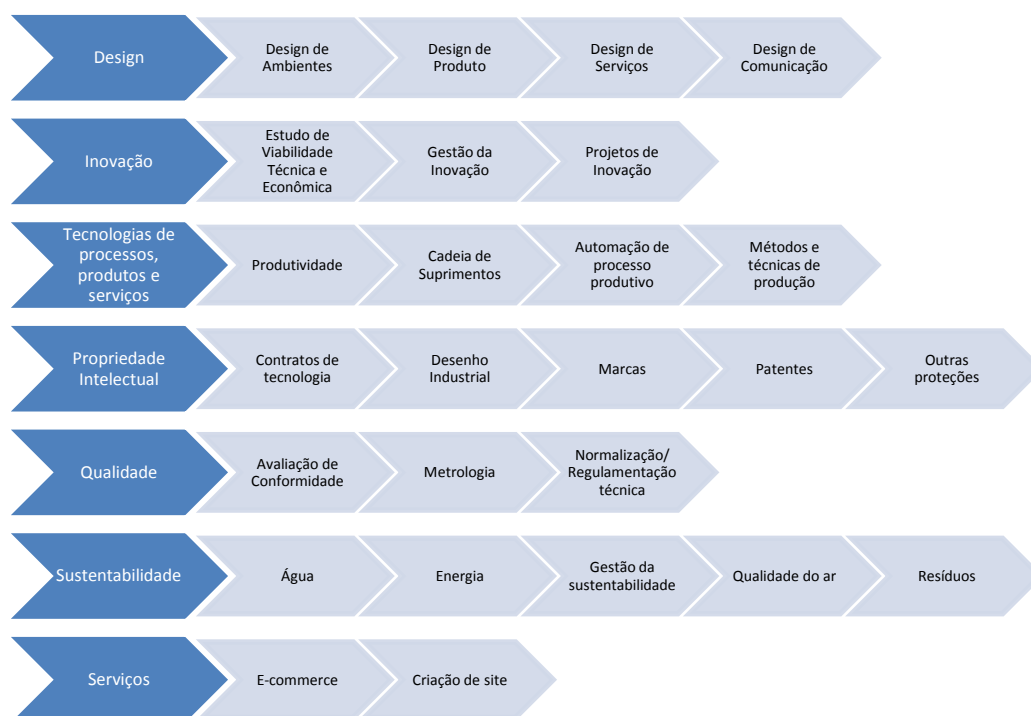 Design
Design de
Ambientes
Design de
Produto
Design de
Serviços
Design de
Comunicação
Inovação
Estudo de
Viabilidade
Técnica e
Econômica
Gestão da
Inovação
Projetos de
Inovação
Tecnologias de
processos,
produtos e
serviços
Produtividade
Cadeia de
Suprimentos
Automação de
processo
produtivo
Métodos e
técnicas de
produção
Propriedade
Intelectual
Contratos de
tecnologia
Desenho
Industrial
Marcas
Patentes
Outras
proteções
Qualidade
Avaliação de
Conformidade
Metrologia
Normalização/
Regulamentação
técnica
Sustentabilidade
Água
Energia
Gestão da
sustentabilidade
Qualidade do ar
Resíduos
Serviços
E-commerce
Criação de site